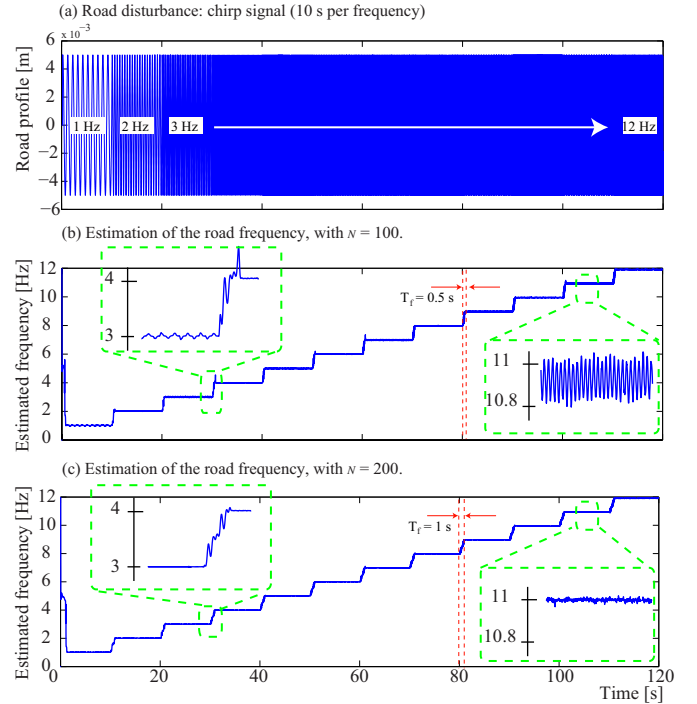 (a) Road disturbance: chirp signal (10 s per frequency)
x 10⁻³
Road profile [m]
6
4
2
0
−2
−4
−6
1 Hz
2 Hz
3 Hz
12 Hz
(b) Estimation of the road frequency, with N = 100.
Estimated frequency [Hz]
12
10
8
6
4
2
0
4
3
T_f = 0.5 s
11
10.8
(c) Estimation of the road frequency, with N = 200.
Estimated frequency [Hz]
12
10
8
6
4
2
0
4
3
T_f = 1 s
11
10.8
0
20
40
60
80
100
120
Time [s]